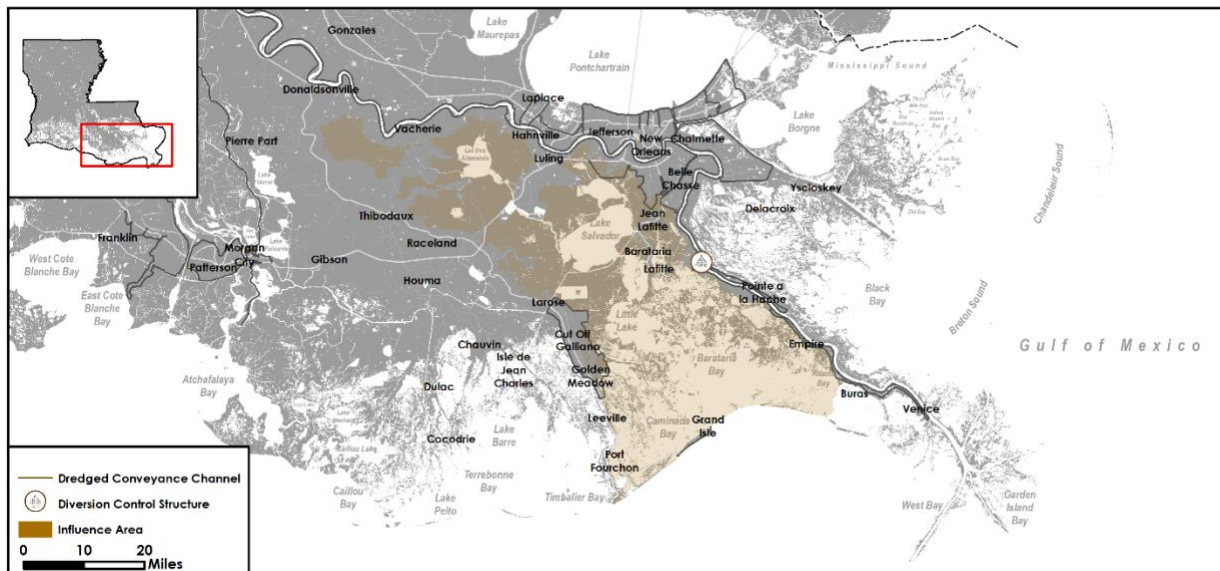 Gonzales
Lake
Maurepas
Lake
Pontchartrain
Mississippi Sound
Donaldsonville
Laplace
Vacherie
Hahnville
Jefferson
New
Orleans
Chalmette
Lake
Borgne
Pierre Part
Luling
Belle
Chasse
Yscloskey
Chandeleur Sound
Delacroix
Thibodaux
Jean
Lafitte
Lake
Salvador
Franklin
Raceland
Barataria
Morgan
City
West Cote
Blanche Bay
Patterson
Gibson
Lafitte
Houma
East Cote
Blanche
Bay
Pointe a
la Hache
Black
Bay
Larose
Breton Sound
Little
Lake
Gulf of Mexico
Cut Off
Galliano
Empire
Chauvin
Isle de
Jean
Charles
Barataria
Bay
Atchafalaya
Bay
Golden
Meadow
Dulac
Buras
Venice
Leeville
Caminada
Bay
Grand
Isle
Cocodrie
Lake
Barre
Caillou Lake
Port
Fourchon
Terrebonne
Bay
Caillou
Bay
Lake
Pelto
Timbalier Bay
West Bay
Garden
Island
Bay
Dredged Conveyance Channel
Diversion Control Structure
Influence Area
0 10 20
Miles